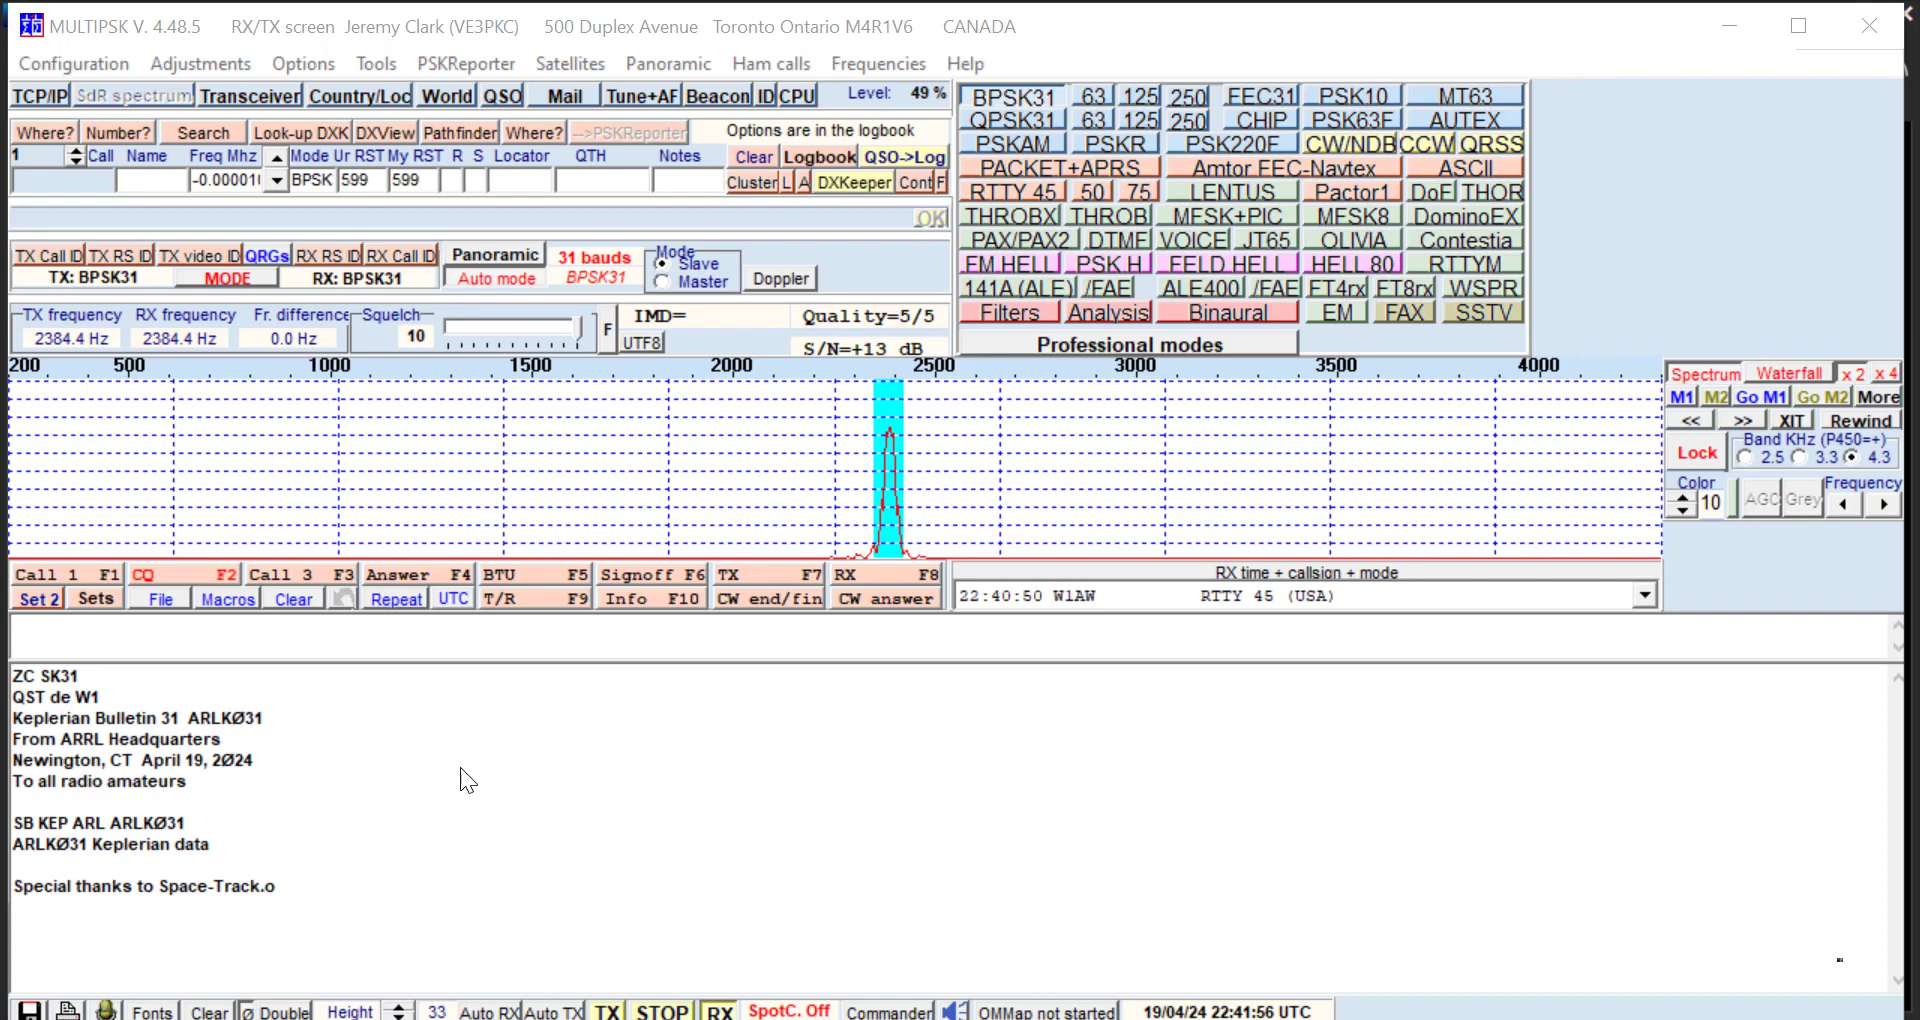 MULTIPSK V. 4.48.5 RX/TX screen Jeremy Clark (VE3PKC) 500 Duplex Avenue Toronto Ontario M4R1V6 CANADA
Configuration Adjustments Options Tools PSKReporter Satellites Panoramic Ham calls Frequencies Help
TCP/IP SdR spectrum Transceiver Country/Loc World QSO Mail Tune+AF Beacon ID CPU Level: 49 %
Where? Number? Search Look-up DXK DXView Pathfinder Where? -->PSKReporter Options are in the logbook
1 Call Name Freq Mhz Mode Ur RST My RST R S Locator QTH Notes Clear Logbook QSO->Log
-0.00001 BPSK 599 599 Cluster L A DXKeeper Cont F
OK
TX Call ID TX RS ID TX video ID QRGs RX RS ID RX Call ID Panoramic 31 bauds Mode Slave
TX: BPSK31 MODE RX: BPSK31 Auto mode BPSK31 Master Doppler
TX frequency RX frequency Fr. difference Squelch F IMD= Quality=5/5
2384.4 Hz 2384.4 Hz 0.0 Hz 10 UTF8 S/N=+13 dB
BPSK31 63 125 250 FEC31 PSK10 MT63
QPSK31 63 125 250 CHIP PSK63F AUTEX
PSKAM PSKR PSK220F CW/NDB CCW QRSS
PACKET+APRS Amtor FEC-Navtex ASCII
RTTY 45 50 75 LENTUS Pactor1 DoF THOR
THROBX THROB MFSK+PIC MFSK8 DominoEX
PAX/PAX2 DTMF VOICE JT65 OLIVIA Contestia
FM HELL PSK H FELD HELL HELL 80 RTTYM
141A (ALE) /FAE ALE400 /FAE FT4rx FT8rx WSPR
Filters Analysis Binaural EM FAX SSTV
Professional modes
200 500 1000 1500 2000 2500 3000 3500 4000
Spectrum Waterfall x 2 x 4
M1 M2 Go M1 Go M2 More
<< >> XIT Rewind
Lock Band KHz (P450=+)
2.5 3.3 4.3
Color Frequency
10 AGC Grey
Call 1 F1 CQ F2 Call 3 F3 Answer F4 BTU F5 Signoff F6 TX F7 RX F8 RX time + callsign + mode
Set 2 Sets File Macros Clear Repeat UTC T/R F9 Info F10 CW end/fin CW answer 22:40:50 W1AW RTTY 45 (USA)
ZC SK31
QST de W1
Keplerian Bulletin 31 ARLKØ31
From ARRL Headquarters
Newington, CT April 19, 2Ø24
To all radio amateurs
SB KEP ARL ARLKØ31
ARLKØ31 Keplerian data
Special thanks to Space-Track.o
Fonts Clear Ø Double Height 33 Auto RX Auto TX TX STOP RX SpotC. Off Commander OMMap not started 19/04/24 22:41:56 UTC